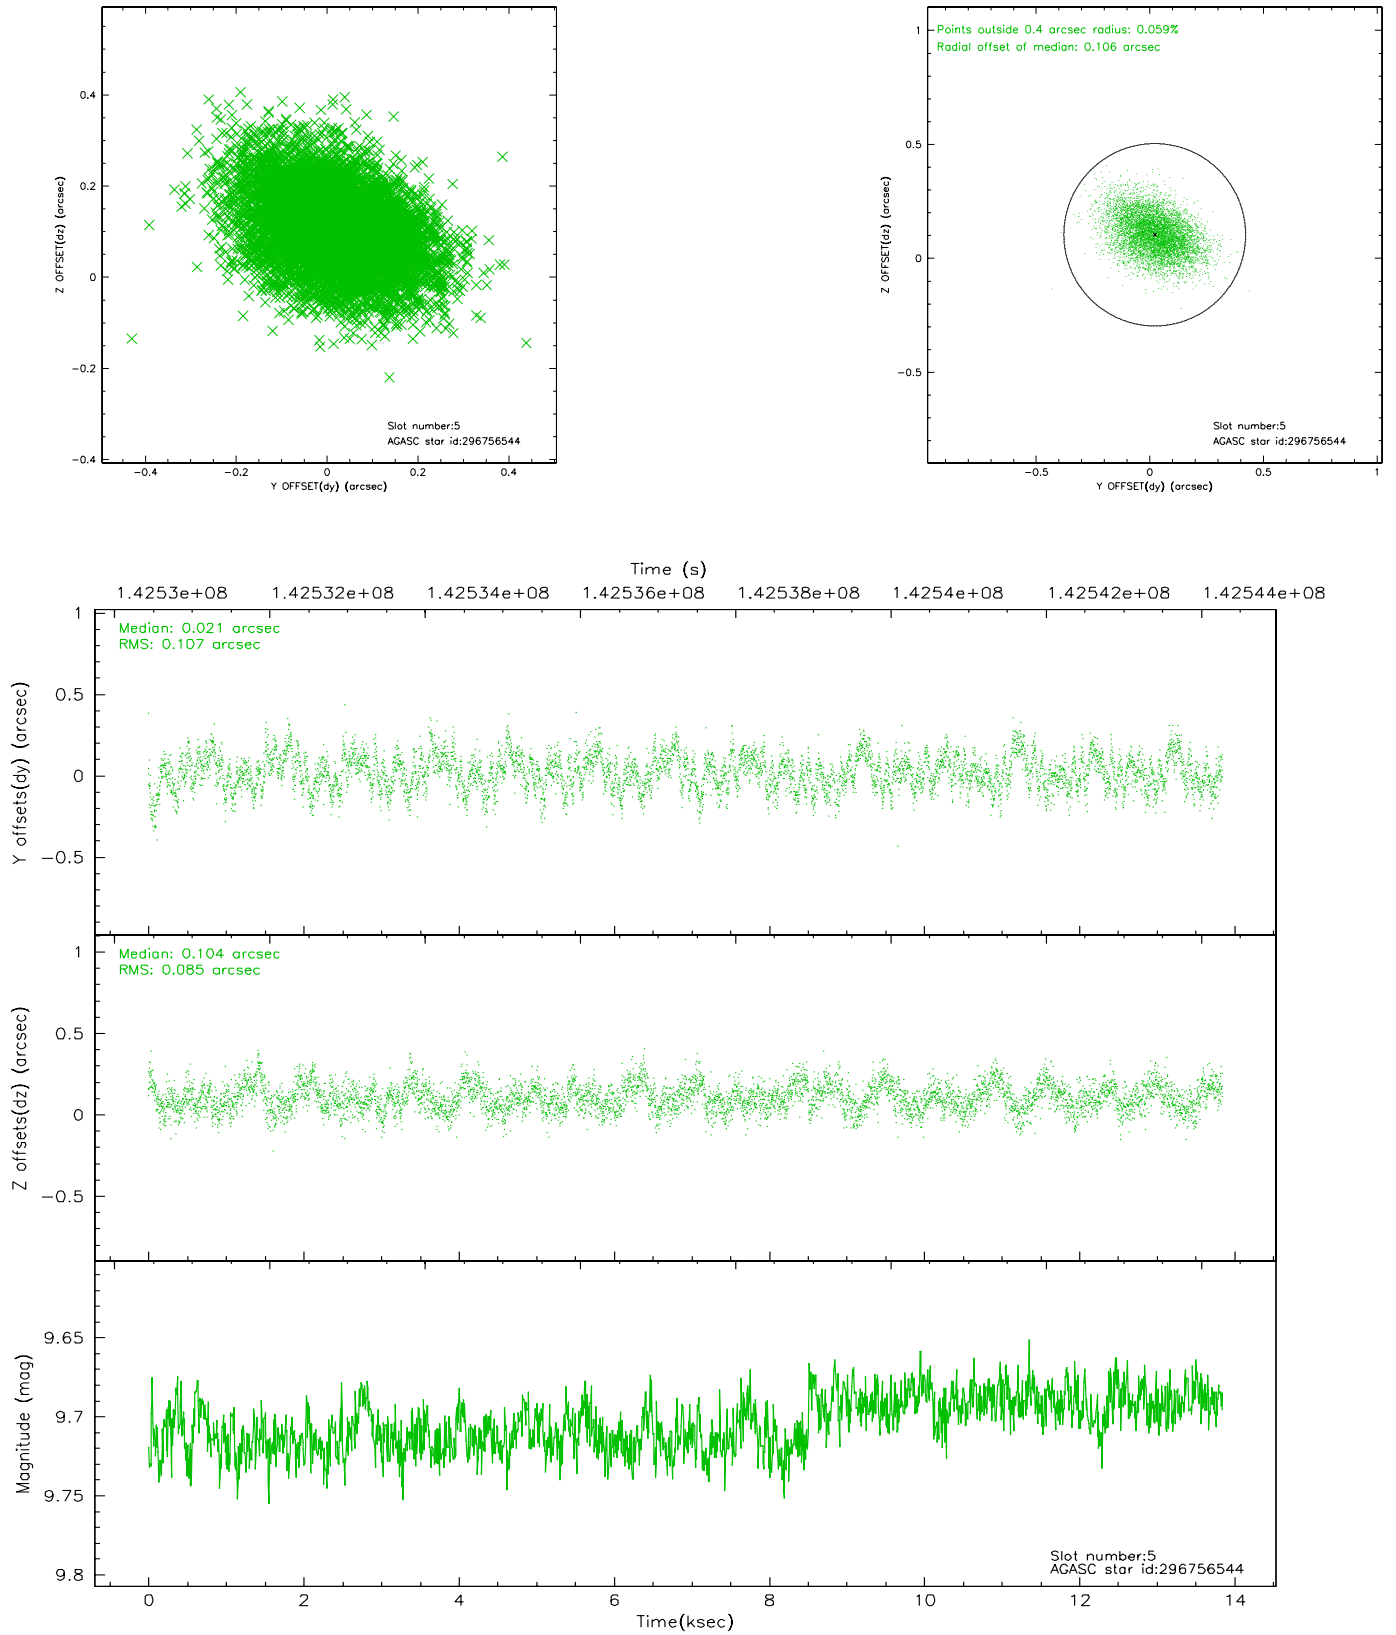 Z OFFSET(dz) (arcsec)
0.4
0.2
0
−0.2
−0.4
Slot number:5
AGASC star id:296756544
−0.4 −0.2 0 0.2 0.4
Y OFFSET(dy) (arcsec)
Points outside 0.4 arcsec radius: 0.059%
Radial offset of median: 0.106 arcsec
Z OFFSET(dz) (arcsec)
1
0.5
0
−0.5
Slot number:5
AGASC star id:296756544
−0.5 0 0.5 1
Y OFFSET(dy) (arcsec)
Time (s)
1.4253e+08 1.42532e+08 1.42534e+08 1.42536e+08 1.42538e+08 1.4254e+08 1.42542e+08 1.42544e+08
Median: 0.021 arcsec
RMS: 0.107 arcsec
Y offsets(dy) (arcsec)
1
0.5
0
−0.5
Median: 0.104 arcsec
RMS: 0.085 arcsec
Z offsets(dz) (arcsec)
1
0.5
0
−0.5
Magnitude (mag)
9.65
9.7
9.75
9.8
Slot number:5
AGASC star id:296756544
0 2 4 6 8 10 12 14
Time(ksec)